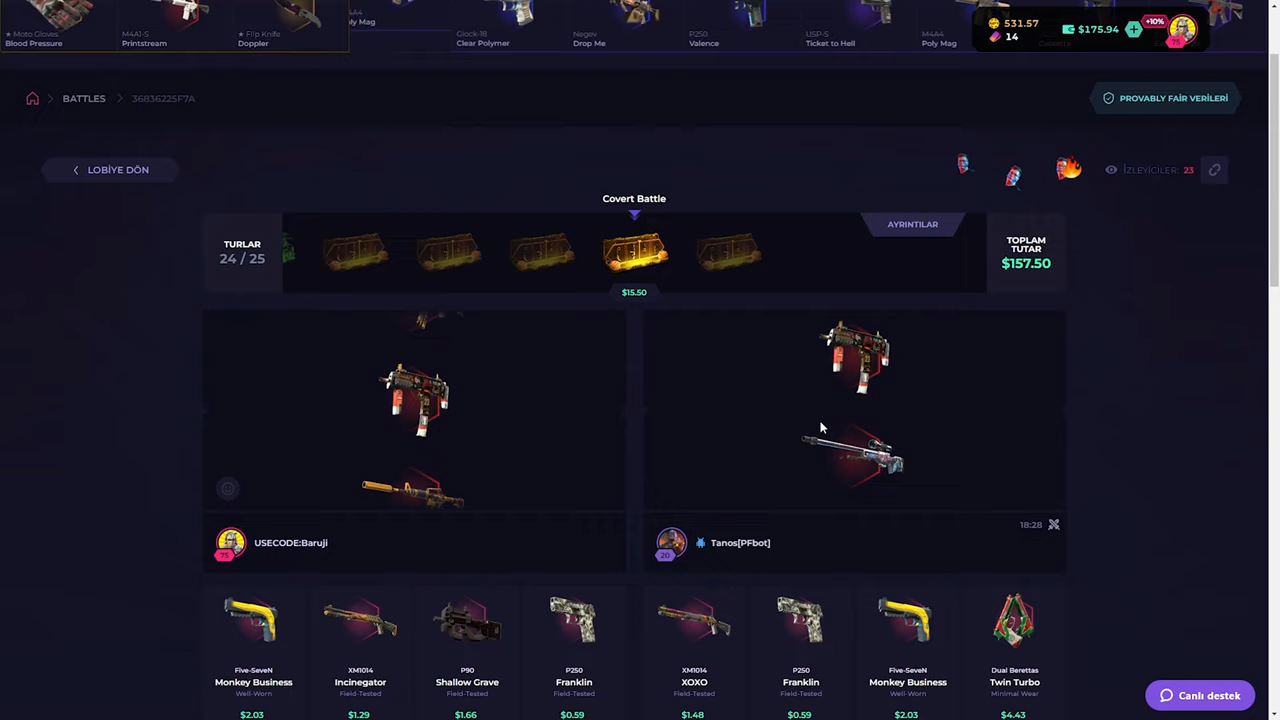 ★ Moto Gloves
Blood Pressure
M4A1-S
Printstream
★ Flip Knife
Doppler
M4A4
Poly Mag
Glock-18
Clear Polymer
Negev
Drop Me
P250
Valence
USP-S
Ticket to Hell
M4A4
Poly Mag
531.57
14
$175.94
+
+10%
75
BATTLES
36836225F7A
PROVABLY FAIR VERİLERİ
LOBİYE DÖN
İZLEYİCİLER: 23
Covert Battle
TURLAR
24 / 25
AYRINTILAR
TOPLAM
TUTAR
$157.50
$15.50
75
USECODE:Baruji
20
Tanos[PFbot]
18:28
Five-SeveN
Monkey Business
Well-Worn
$2.03
XM1014
Incinegator
Field-Tested
$1.29
P90
Shallow Grave
Field-Tested
$1.66
P250
Franklin
Field-Tested
$0.59
XM1014
XOXO
Field-Tested
$1.48
P250
Franklin
Field-Tested
$0.59
Five-SeveN
Monkey Business
Well-Worn
$2.03
Dual Berettas
Twin Turbo
Minimal Wear
$4.43
Canlı destek